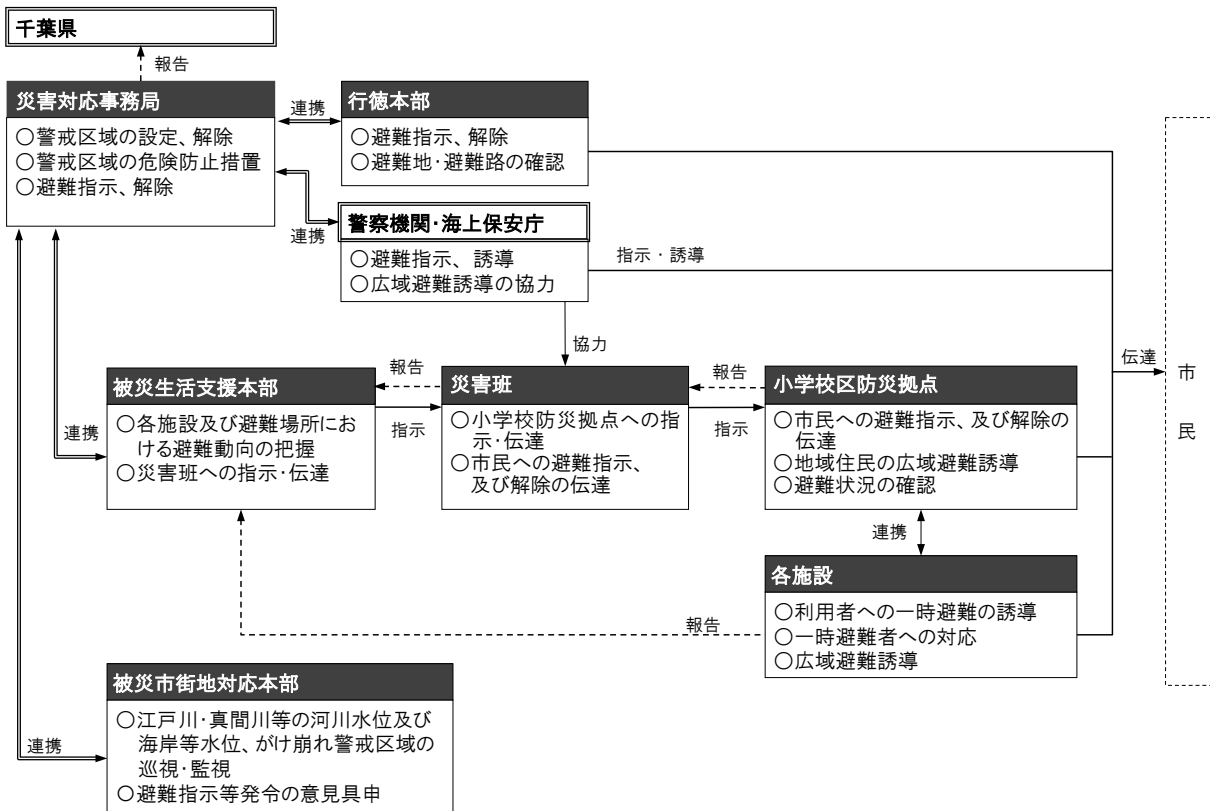 千葉県
報告
災害対応事務局
○警戒区域の設定、解除
○警戒区域の危険防止措置
○避難指示、解除
連携
行徳本部
○避難指示、解除
○避難地・避難路の確認
連携
警察機関・海上保安庁
○避難指示、誘導
○広域避難誘導の協力
指示・誘導
協力
伝達
市
民
連携
被災生活支援本部
○各施設及び避難場所にお
ける避難動向の把握
○災害班への指示・伝達
報告
指示
災害班
○小学校防災拠点への指
示・伝達
○市民への避難指示、
及び解除の伝達
報告
指示
小学校区防災拠点
○市民への避難指示、及び解除の
伝達
○地域住民の広域避難誘導
○避難状況の確認
連携
各施設
○利用者への一時避難の誘導
○一時避難者への対応
○広域避難誘導
報告
連携
被災市街地対応本部
○江戸川・真間川等の河川水位及び
海岸等水位、がけ崩れ警戒区域の
巡視・監視
○避難指示等発令の意見具申